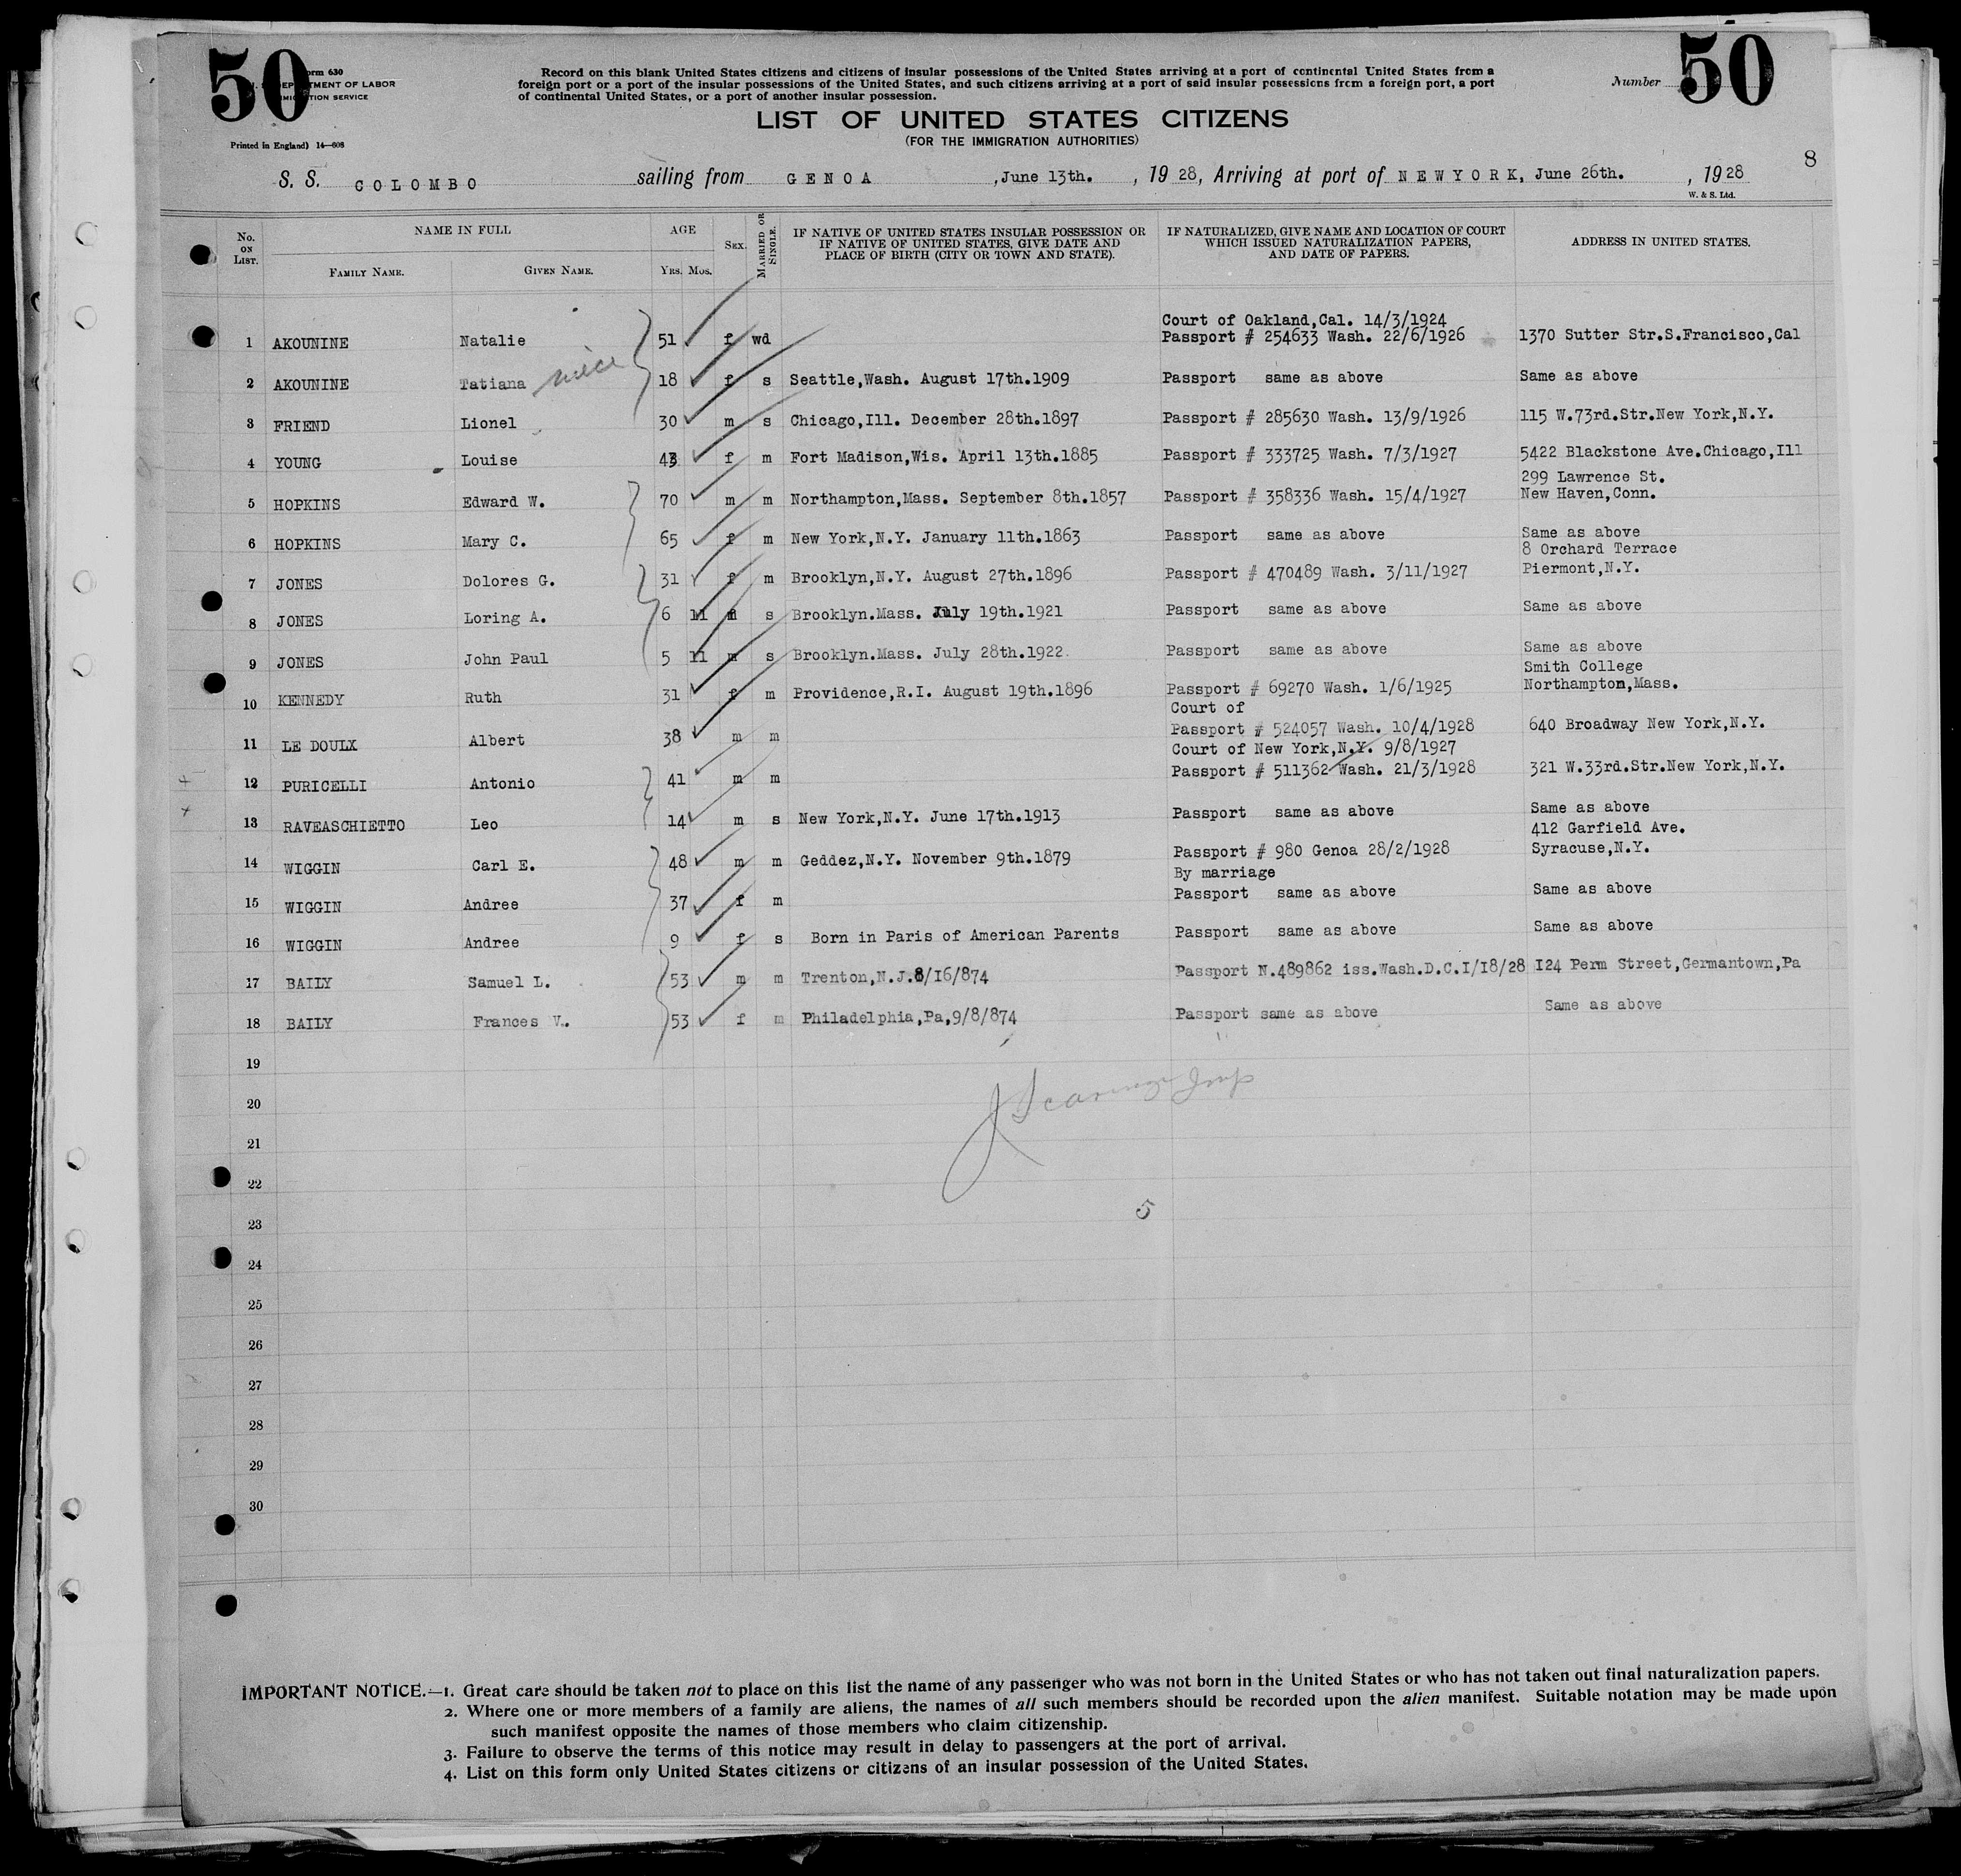 50
50
Form 630
U. S. DEPARTMENT OF LABOR
IMMIGRATION SERVICE
Printed in England) 14—608
Record on this blank United States citizens and citizens of insular possessions of the United States arriving at a port of continental United States from a
foreign port or a port of the insular possessions of the United States, and such citizens arriving at a port of said insular possessions from a foreign port, a port
of continental United States, or a port of another insular possession.
Number
LIST OF UNITED STATES CITIZENS
(FOR THE IMMIGRATION AUTHORITIES)
8
S. S. COLOMBO sailing from GENOA , June 13th. , 19 28, Arriving at port of NEWYORK, June 26th. , 19 28
W. & S. Ltd.
No. ON LIST. NAME IN FULL AGE SEX. MARRIED OR SINGLE. IF NATIVE OF UNITED STATES INSULAR POSSESSION OR IF NATIVE OF UNITED STATES, GIVE DATE AND PLACE OF BIRTH (CITY OR TOWN AND STATE). IF NATURALIZED, GIVE NAME AND LOCATION OF COURT WHICH ISSUED NATURALIZATION PAPERS, AND DATE OF PAPERS. ADDRESS IN UNITED STATES.
FAMILY NAME. GIVEN NAME. YRS. MOS.
Court of Oakland,Cal. 14/3/1924
1 AKOUNINE Natalie 51 f wd Passport # 254633 Wash. 22/6/1926 1370 Sutter Str.S.Francisco,Cal
2 AKOUNINE Tatiana niece 18 f s Seattle,Wash. August 17th.1909 Passport same as above Same as above
3 FRIEND Lionel 30 m s Chicago,Ill. December 28th.1897 Passport # 285630 Wash. 13/9/1926 115 W.73rd.Str.New York,N.Y.
4 YOUNG Louise 43 f m Fort Madison,Wis. April 13th.1885 Passport # 333725 Wash. 7/3/1927 5422 Blackstone Ave.Chicago,Ill
299 Lawrence St.
5 HOPKINS Edward W. 70 m m Northampton,Mass. September 8th.1857 Passport # 358336 Wash. 15/4/1927 New Haven,Conn.
6 HOPKINS Mary C. 65 f m New York,N.Y. January 11th.1863 Passport same as above Same as above
8 Orchard Terrace
7 JONES Dolores G. 31 f m Brooklyn,N.Y. August 27th.1896 Passport # 470489 Wash. 3/11/1927 Piermont,N.Y.
8 JONES Loring A. 6 11 m s Brooklyn.Mass. July 19th.1921 Passport same as above Same as above
9 JONES John Paul 5 11 m s Brooklyn.Mass. July 28th.1922 Passport same as above Same as above
Smith College
10 KENNEDY Ruth 31 f m Providence,R.I. August 19th.1896 Passport # 69270 Wash. 1/6/1925 Northampton,Mass.
Court of
11 LE DOULX Albert 38 m m Passport # 524057 Wash. 10/4/1928 640 Broadway New York,N.Y.
Court of New York,N.Y. 9/8/1927
12 PURICELLI Antonio 41 m m Passport # 511362 Wash. 21/3/1928 321 W.33rd.Str.New York,N.Y.
13 RAVEASCHIETTO Leo 14 m s New York,N.Y. June 17th.1913 Passport same as above Same as above
412 Garfield Ave.
14 WIGGIN Carl E. 48 m m Geddez,N.Y. November 9th.1879 Passport # 980 Genoa 28/2/1928 Syracuse,N.Y.
By marriage
15 WIGGIN Andree 37 f m Passport same as above Same as above
16 WIGGIN Andree 9 f s Born in Paris of American Parents Passport same as above Same as above
17 BAILY Samuel L. 53 m m Trenton,N.J.8/16/874 Passport N.489862 iss.Wash.D.C.I/I8/28 I24 Perm Street,Germantown,Pa
18 BAILY Frances V. 53 f m Philadelphia,Pa,9/8/874 Passport same as above Same as above
19
20
21
22
23
5
24
25
26
27
28
29
30
IMPORTANT NOTICE.—1. Great care should be taken not to place on this list the name of any passenger who was not born in the United States or who has not taken out final naturalization papers.
2. Where one or more members of a family are aliens, the names of all such members should be recorded upon the alien manifest. Suitable notation may be made upon
such manifest opposite the names of those members who claim citizenship.
3. Failure to observe the terms of this notice may result in delay to passengers at the port of arrival.
4. List on this form only United States citizens or citizens of an insular possession of the United States.